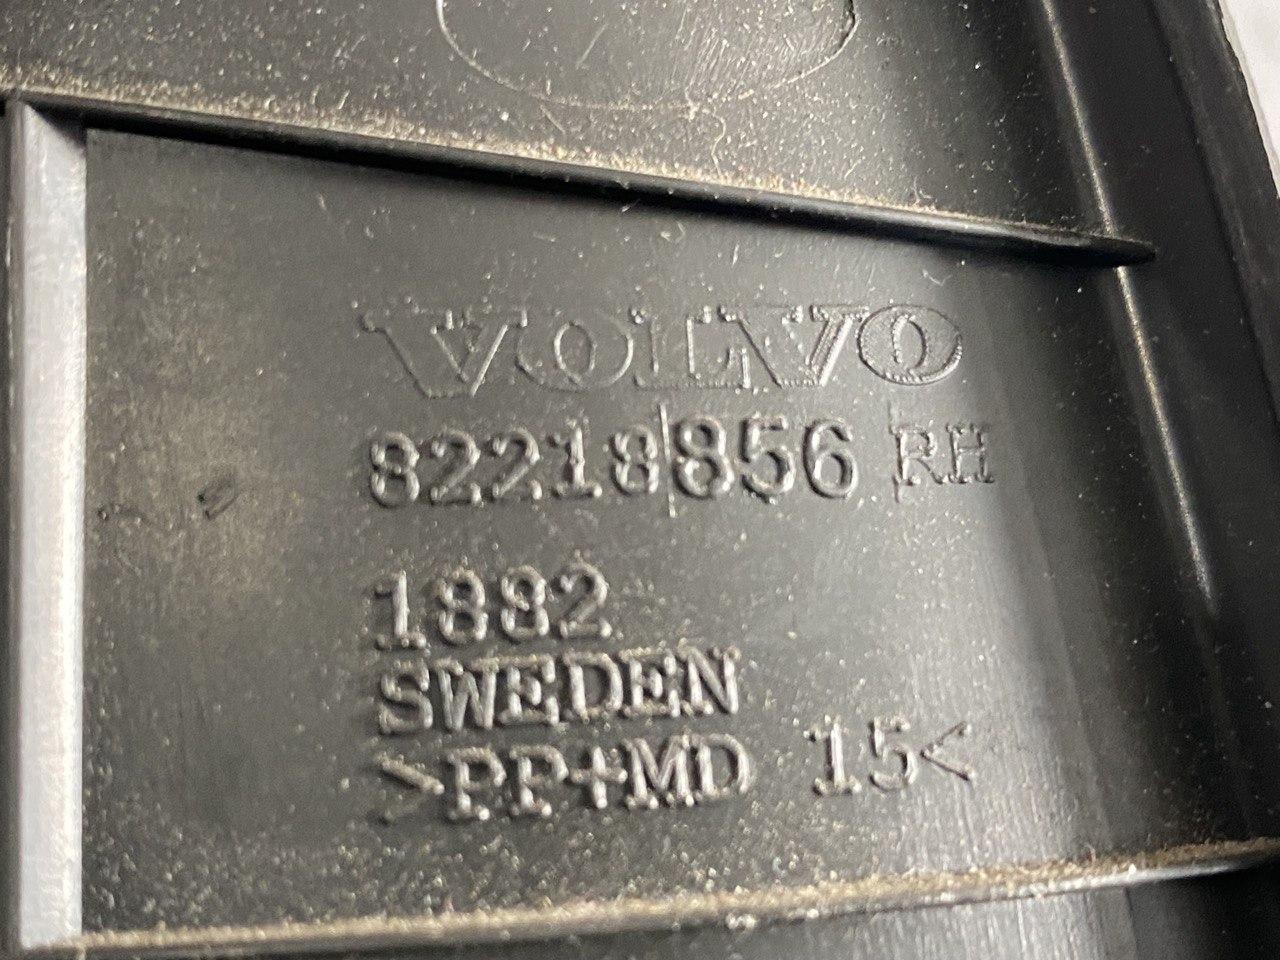 VOLVO
82218856 RH
1882
SWEDEN
>PP+MD 15<